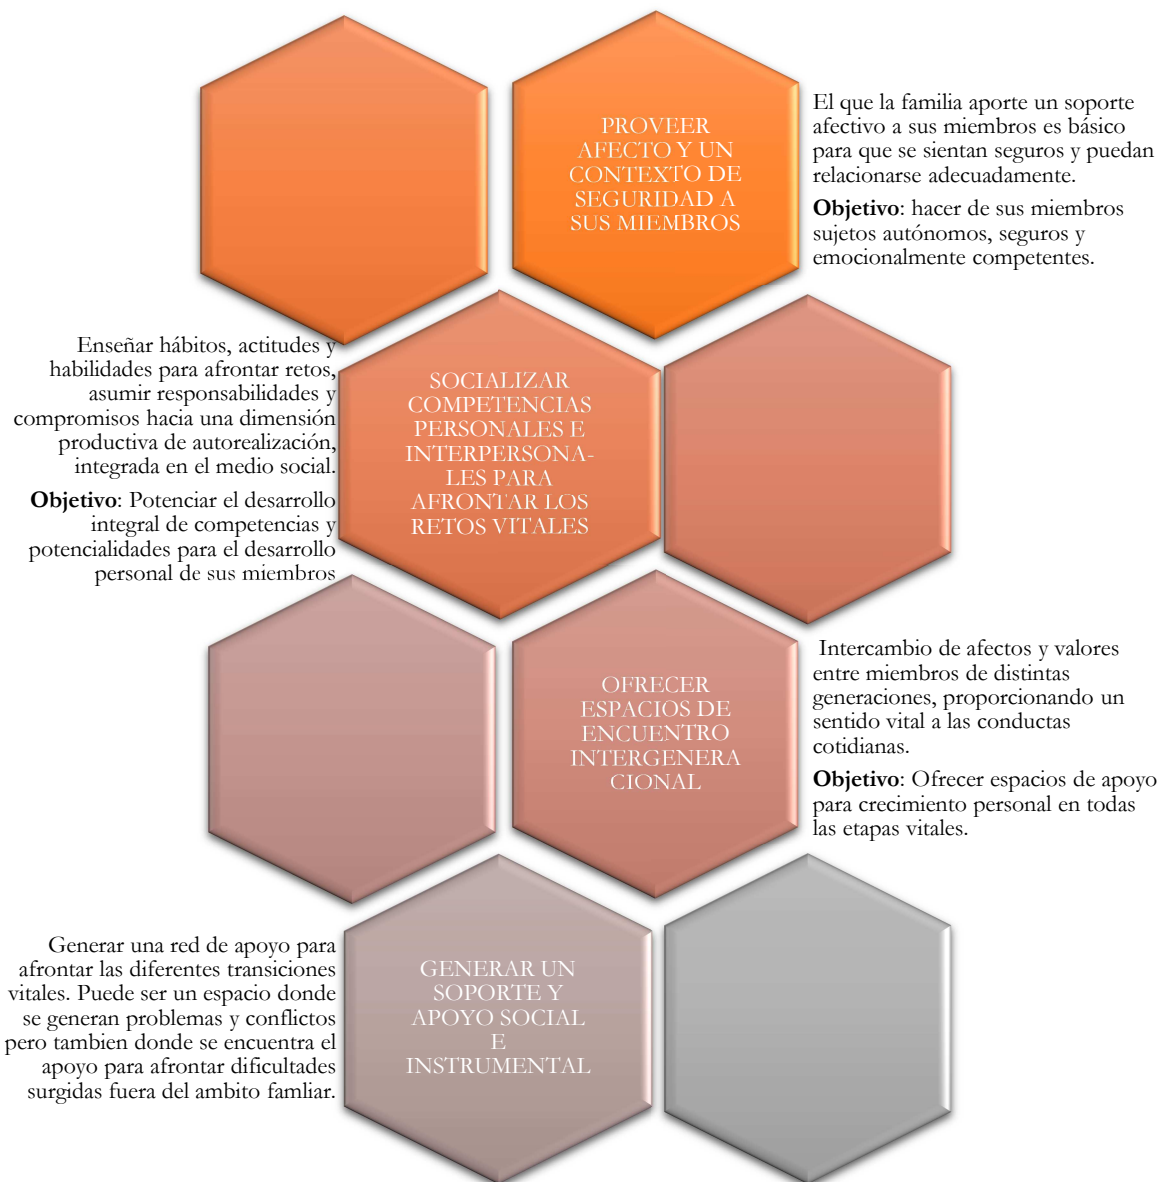 PROVEER
AFECTO Y UN
CONTEXTO DE
SEGURIDAD A
SUS MIEMBROS
El que la familia aporte un soporte
afectivo a sus miembros es básico
para que se sientan seguros y puedan
relacionarse adecuadamente.
Objetivo: hacer de sus miembros
sujetos autónomos, seguros y
emocionalmente competentes.
Enseñar hábitos, actitudes y
habilidades para afrontar retos,
asumir responsabilidades y
compromisos hacia una dimensión
productiva de autorealización,
integrada en el medio social.
Objetivo: Potenciar el desarrollo
integral de competencias y
potencialidades para el desarrollo
personal de sus miembros
SOCIALIZAR
COMPETENCIAS
PERSONALES E
INTERPERSONA-
LES PARA
AFRONTAR LOS
RETOS VITALES
OFRECER
ESPACIOS DE
ENCUENTRO
INTERGENERA
CIONAL
Intercambio de afectos y valores
entre miembros de distintas
generaciones, proporcionando un
sentido vital a las conductas
cotidianas.
Objetivo: Ofrecer espacios de apoyo
para crecimiento personal en todas
las etapas vitales.
Generar una red de apoyo para
afrontar las diferentes transiciones
vitales. Puede ser un espacio donde
se generan problemas y conflictos
pero tambien donde se encuentra el
apoyo para afrontar dificultades
surgidas fuera del ambito famliar.
GENERAR UN
SOPORTE Y
APOYO SOCIAL
E
INSTRUMENTAL